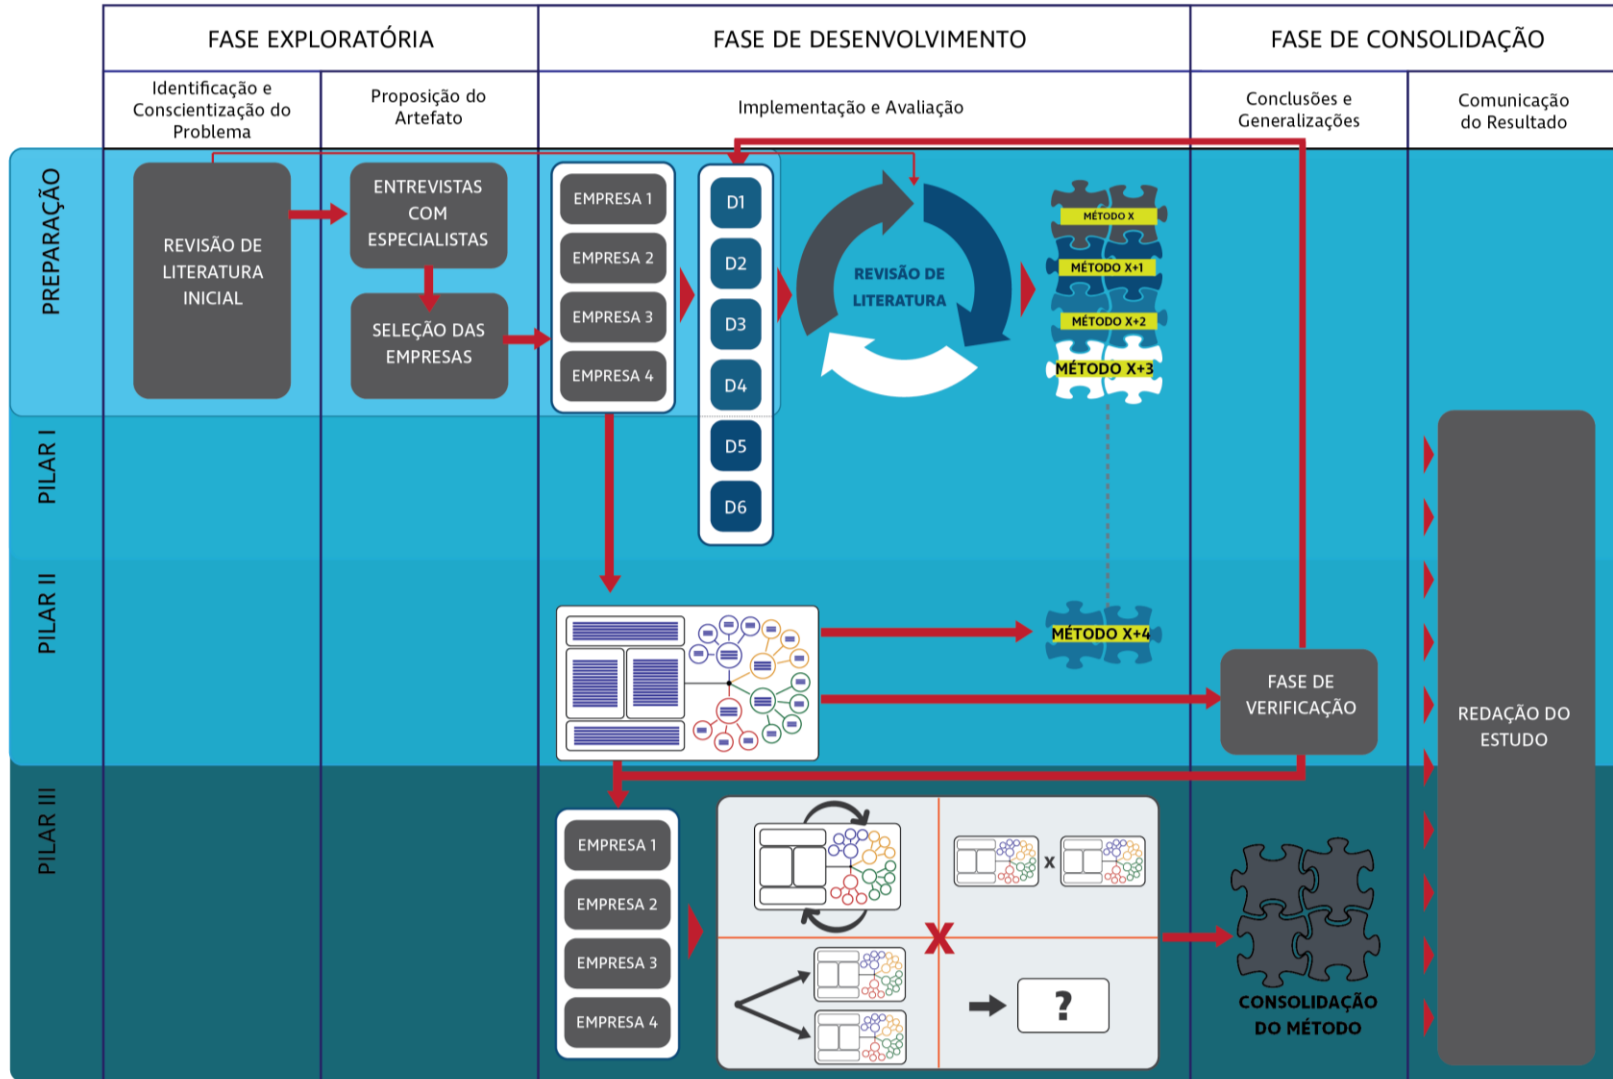 FASE EXPLORATÓRIA
FASE DE DESENVOLVIMENTO
FASE DE CONSOLIDAÇÃO
Identificação e
Conscientização do
Problema
Proposição do
Artefato
Implementação e Avaliação
Conclusões e
Generalizações
Comunicação
do Resultado
PREPARAÇÃO
REVISÃO DE
LITERATURA
INICIAL
ENTREVISTAS
COM
ESPECIALISTAS
SELEÇÃO DAS
EMPRESAS
EMPRESA 1
EMPRESA 2
EMPRESA 3
EMPRESA 4
D1
D2
D3
D4
D5
D6
REVISÃO DE
LITERATURA
MÉTODO X
MÉTODO X+1
MÉTODO X+2
MÉTODO X+3
PILAR I
PILAR II
MÉTODO X+4
FASE DE
VERIFICAÇÃO
REDAÇÃO DO
ESTUDO
PILAR III
EMPRESA 1
EMPRESA 2
EMPRESA 3
EMPRESA 4
X
X
?
CONSOLIDAÇÃO
DO MÉTODO